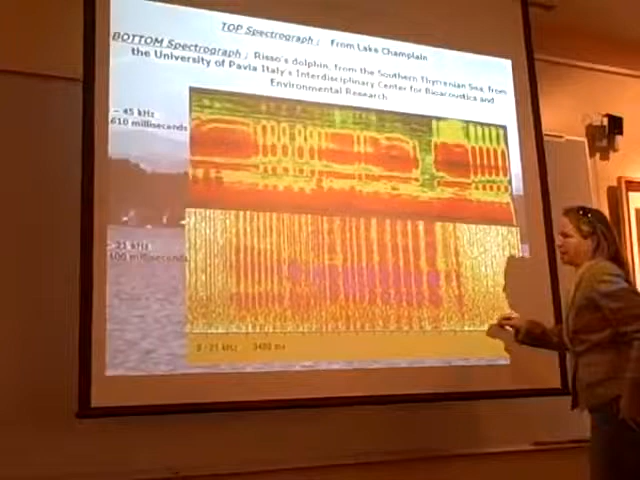 TOP Spectrograph ; From Lake Champlain
BOTTOM Spectrograph ; Risso's dolphin, from the Southern Thyrrenian Sea, from
the University of Pavia Italy's Interdisciplinary Center for Bioacoustics and
Environmental Research
~ 45 kHz
610 milliseconds
~21 kHz
400 milliseconds
0 / 21 kHz 3400 ms